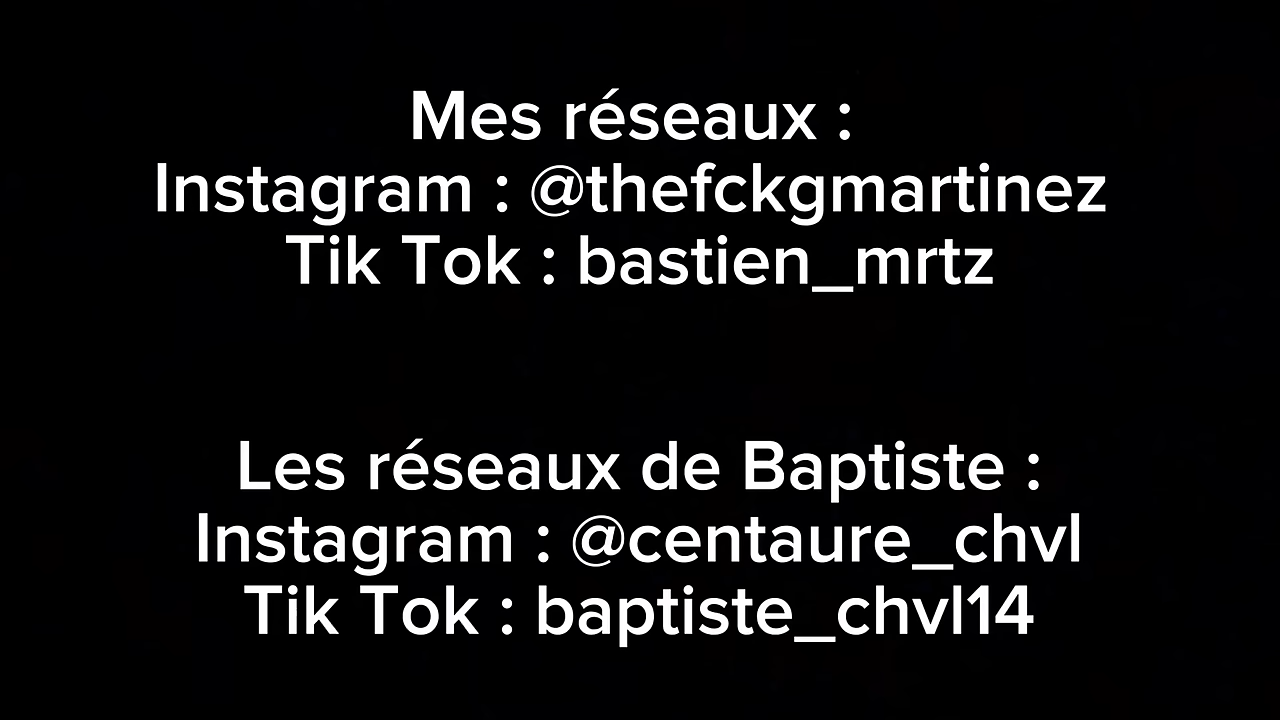 Mes réseaux :
Instagram : @thefckgmartinez
Tik Tok : bastien_mrtz
Les réseaux de Baptiste :
Instagram : @centaure_chvl
Tik Tok : baptiste_chvl14